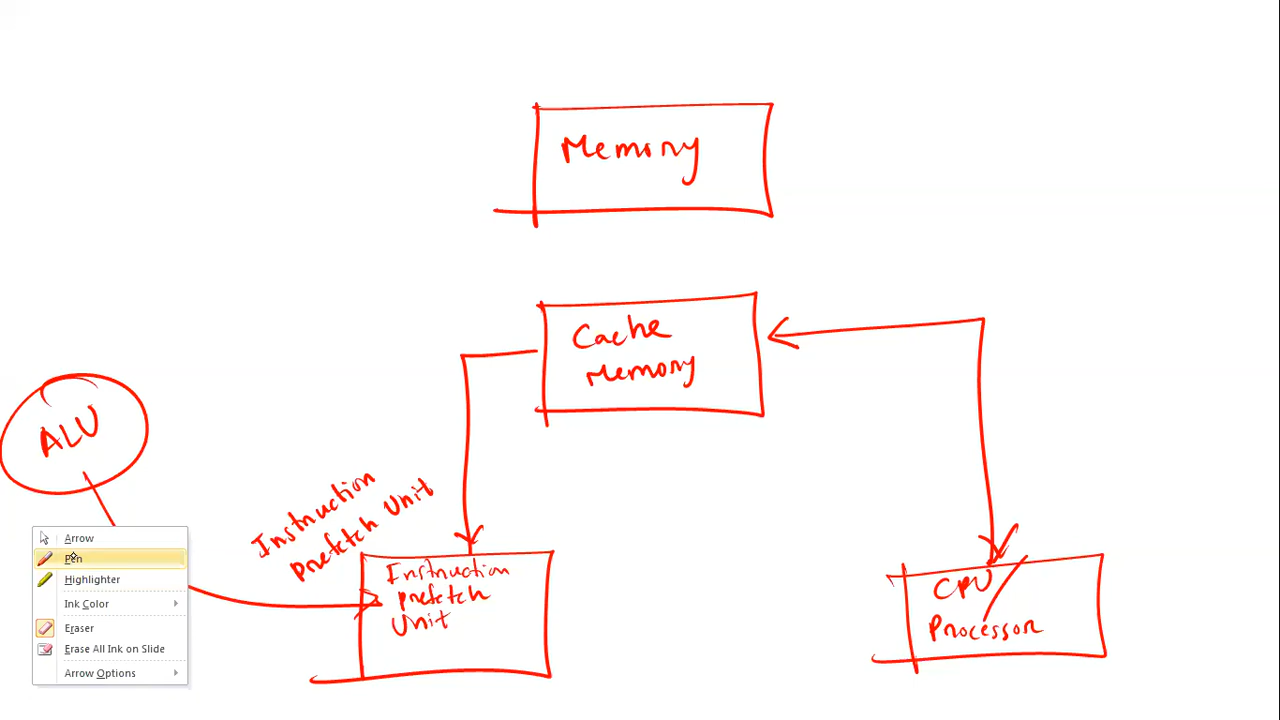 Memory
Cache
Memory
ALU
Instruction
prefetch Unit
Instruction
prefetch
Unit
CPU/
Processor
Arrow
Pen
Highlighter
Ink Color
Eraser
Erase All Ink on Slide
Arrow Options